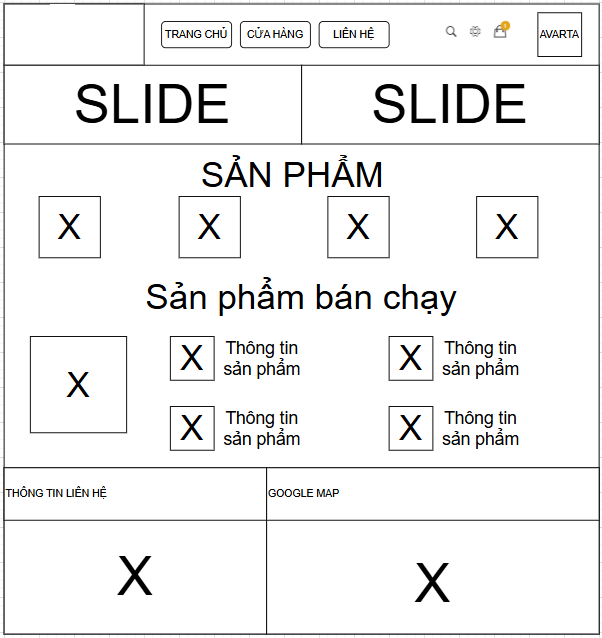 TRANG CHỦ CỬA HÀNG LIÊN HỆ 1 AVARTA
SLIDE SLIDE
SẢN PHẨM
X X X X
Sản phẩm bán chạy
X
X Thông tin
sản phẩm
X Thông tin
sản phẩm
X Thông tin
sản phẩm
X Thông tin
sản phẩm
THÔNG TIN LIÊN HỆ GOOGLE MAP
X X